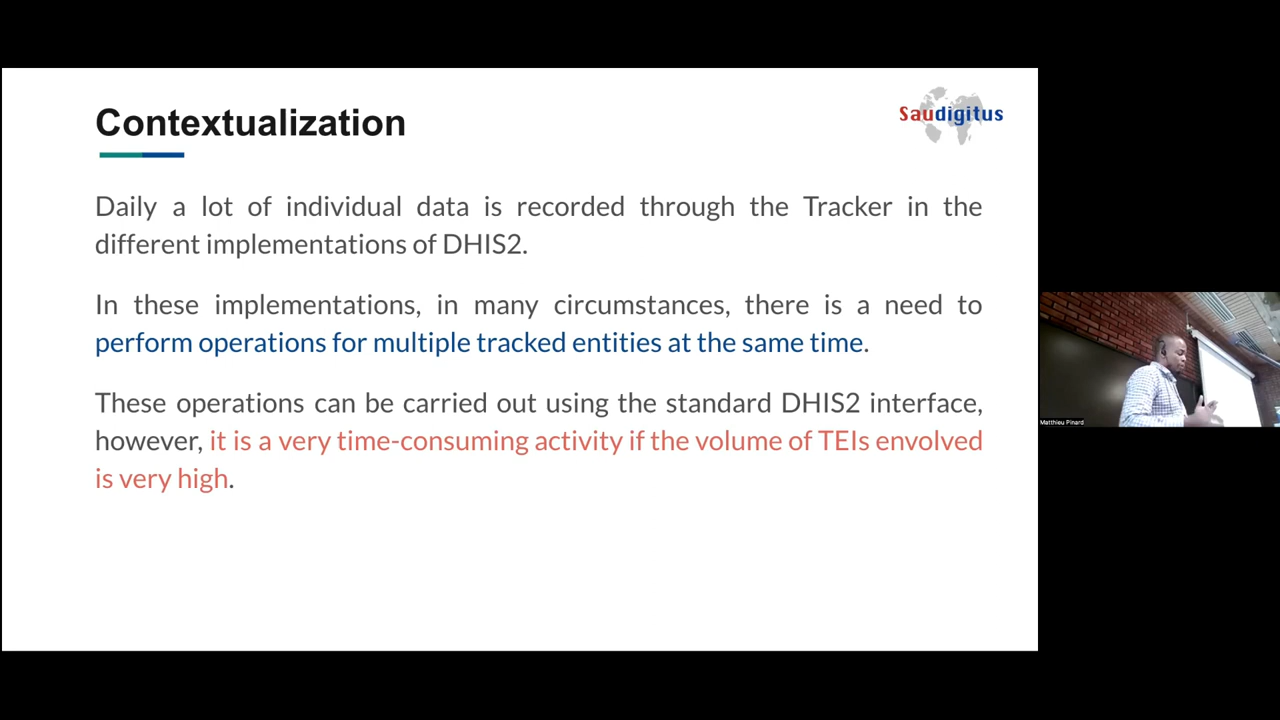 Contextualization
Saudigitus
Daily a lot of individual data is recorded through the Tracker in the
different implementations of DHIS2.
In these implementations, in many circumstances, there is a need to
perform operations for multiple tracked entities at the same time.
These operations can be carried out using the standard DHIS2 interface,
however, it is a very time-consuming activity if the volume of TEIs envolved
is very high.
Matthieu Pinard